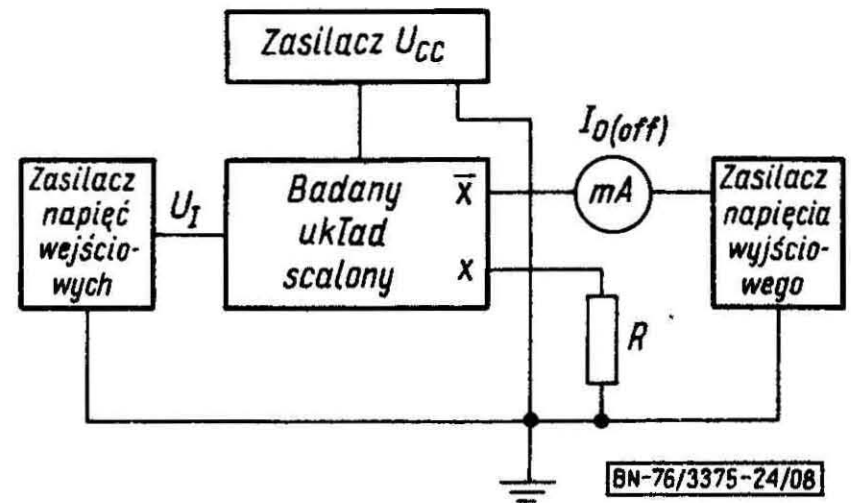 Zasilacz U_CC
I_O(off)
Zasilacz
napięć
wejścio-
wych
U_I
Badany
układ
scalony
X̅
X
mA
Zasilacz
napięcia
wyjścio-
wego
R
BN-76/3375-24/08